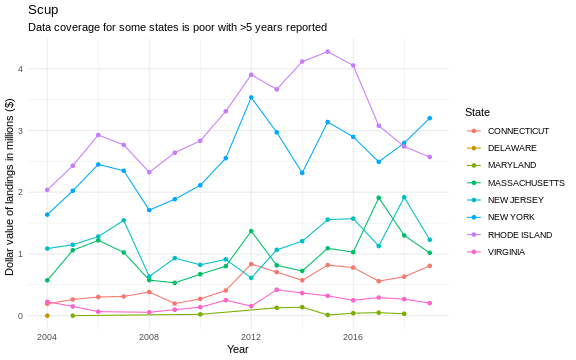 Scup
Data coverage for some states is poor with >5 years reported
Dollar value of landings in millions ($)
4
3
2
1
0
2004
2008
2012
2016
Year
State
CONNECTICUT
DELAWARE
MARYLAND
MASSACHUSETTS
NEW JERSEY
NEW YORK
RHODE ISLAND
VIRGINIA